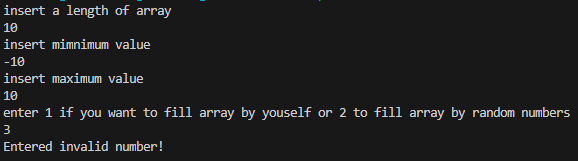 insert a length of array
10
insert mimnimum value
-10
insert maximum value
10
enter 1 if you want to fill array by youself or 2 to fill array by random numbers
3
Entered invalid number!